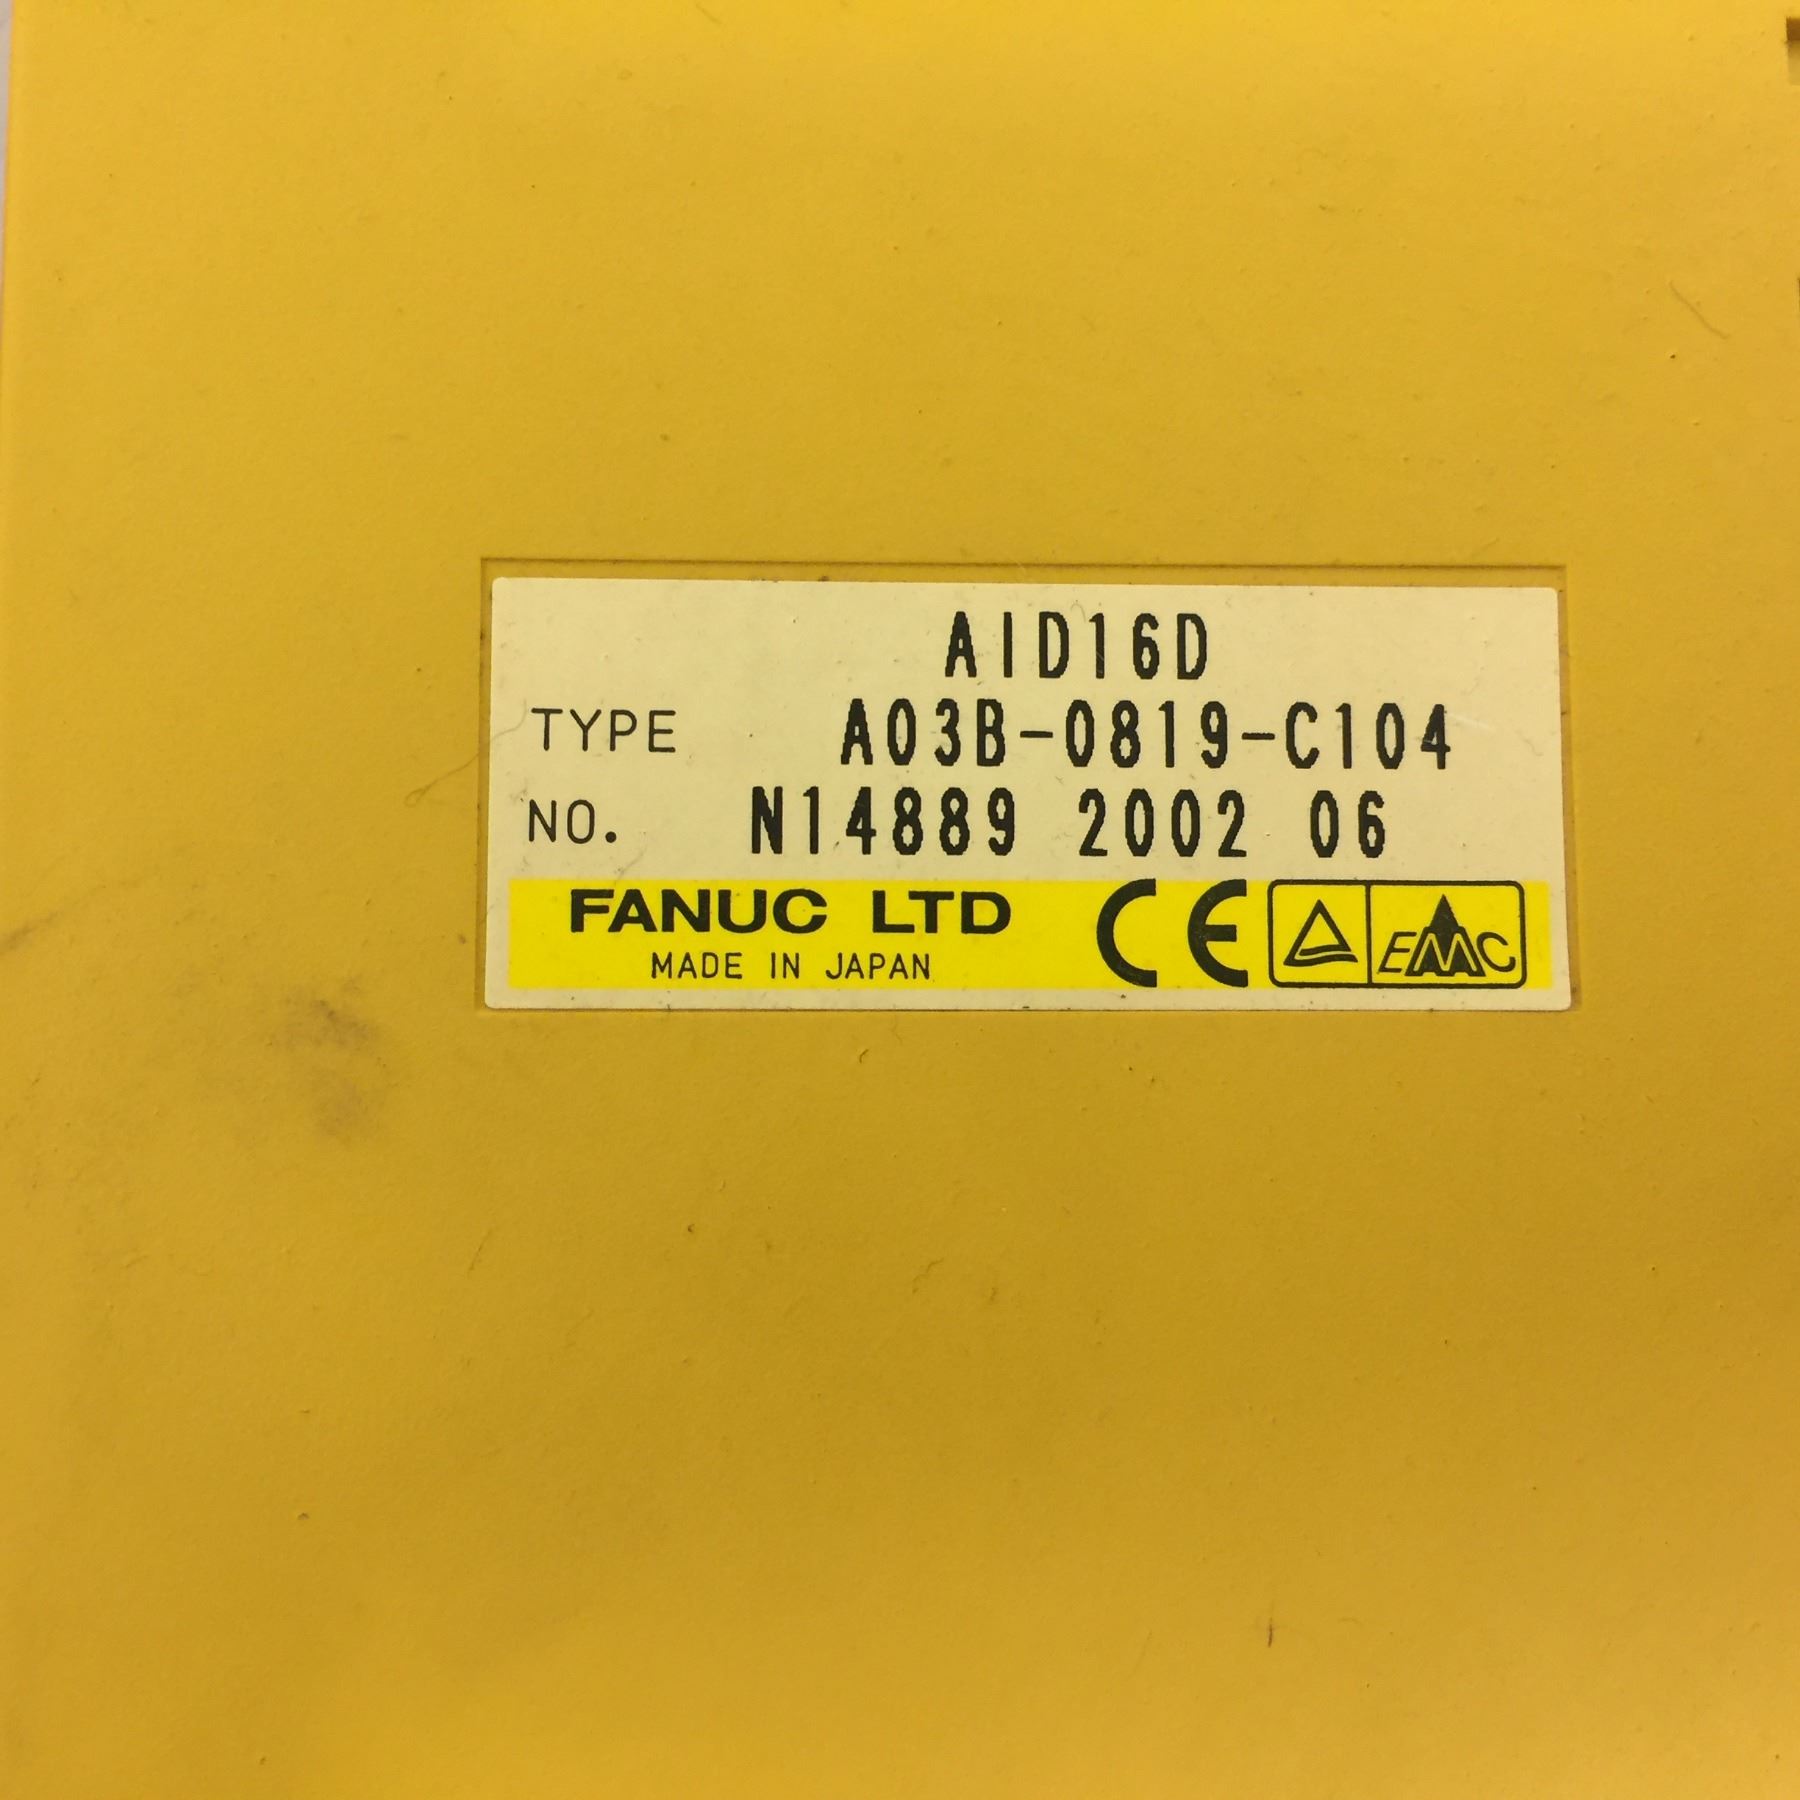 AID16D
TYPE A03B-0819-C104
NO. N14889 2002 06
FANUC LTD CE EMC
MADE IN JAPAN